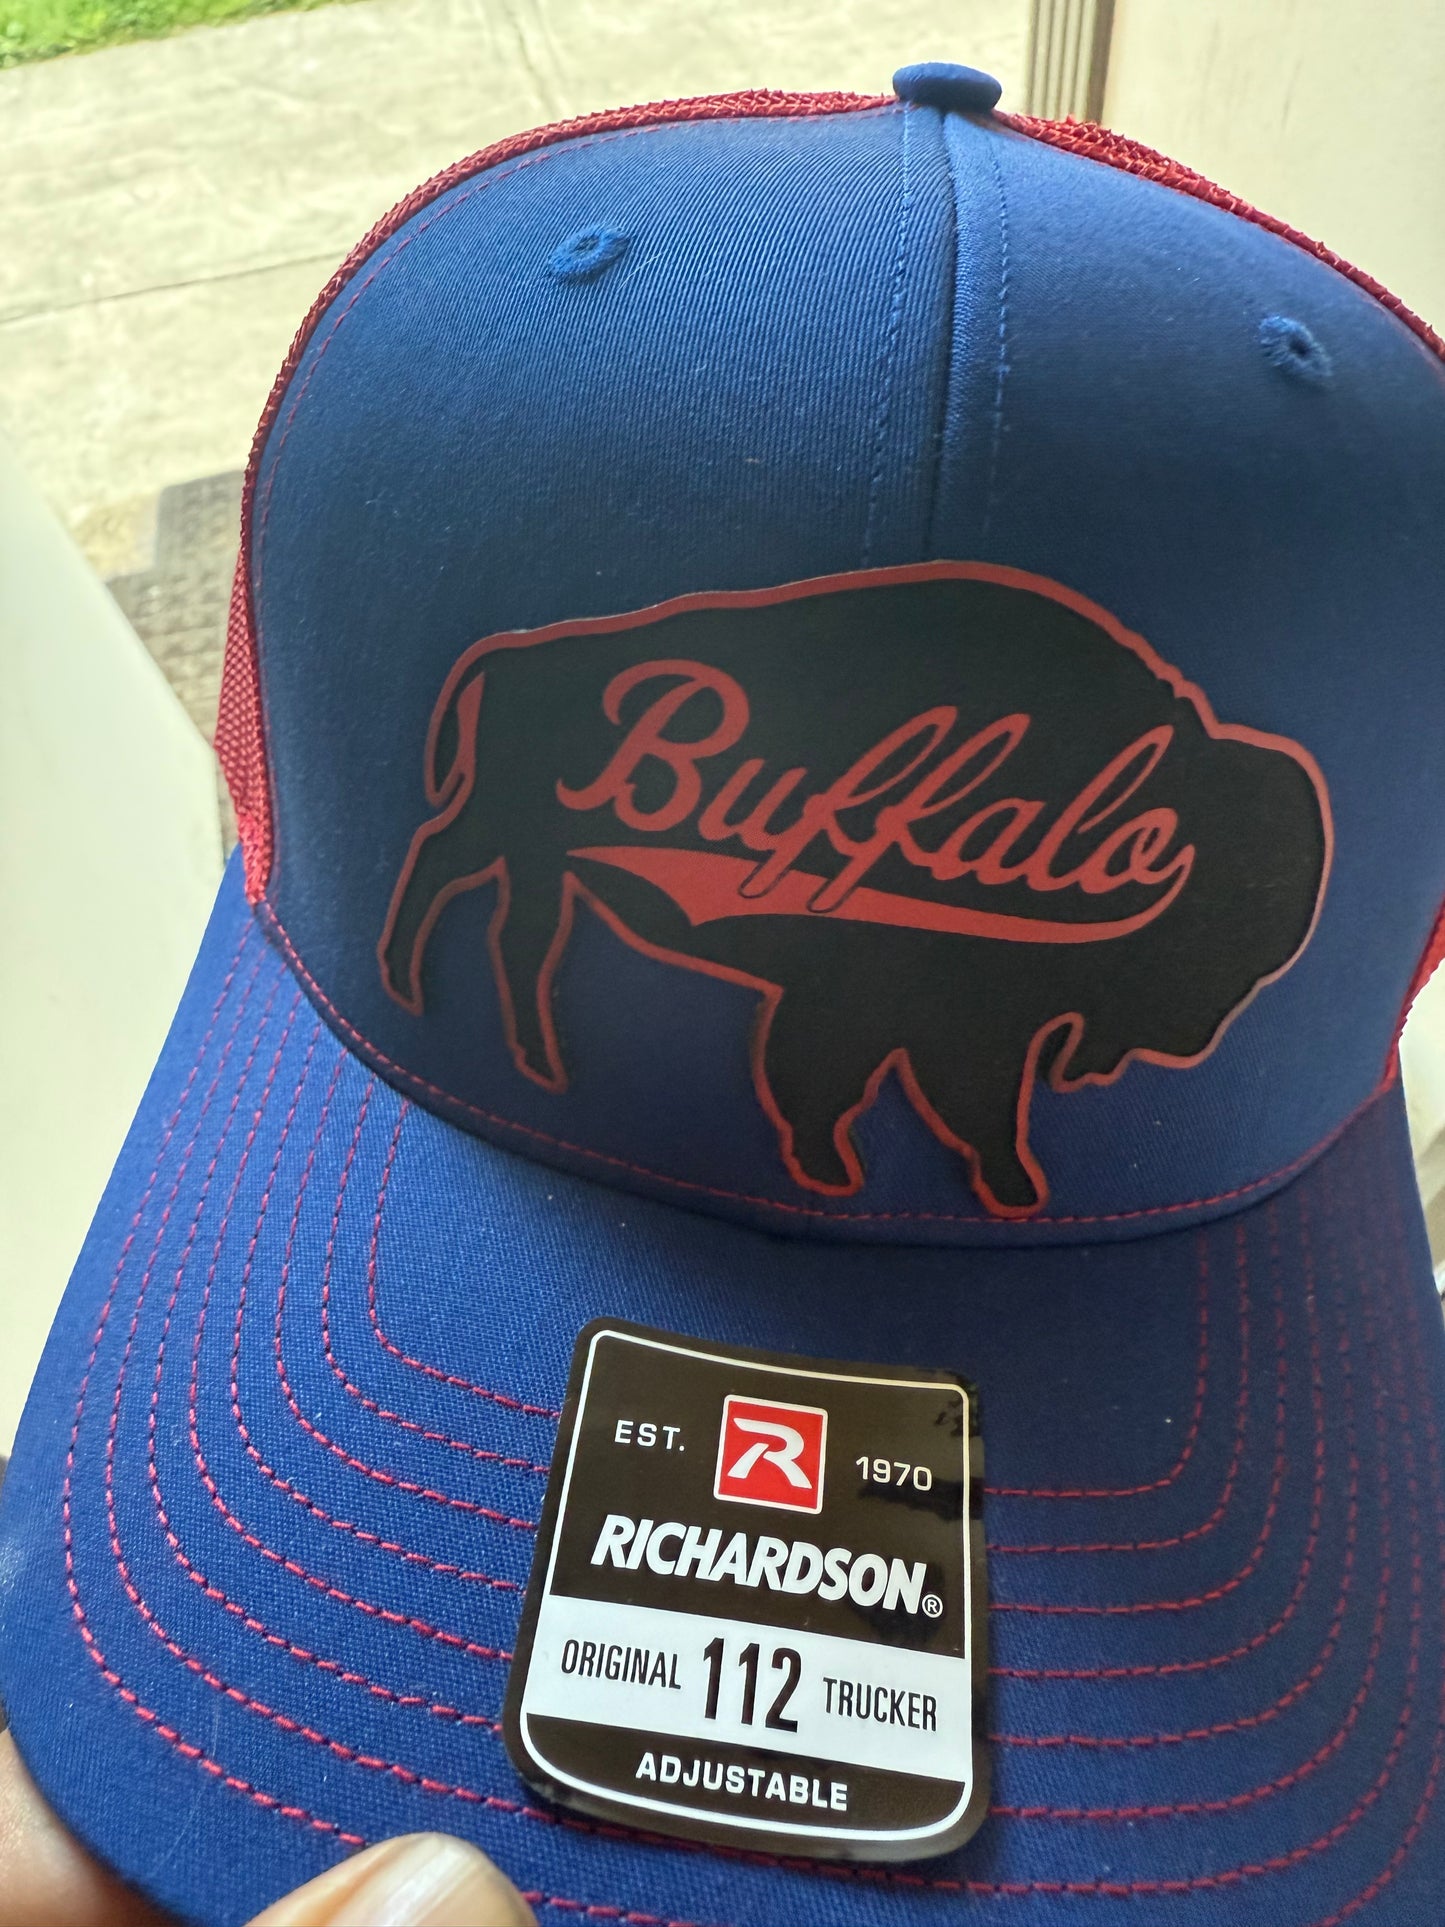 Buffalo
EST. R 1970
RICHARDSON®
ORIGINAL 112 TRUCKER
ADJUSTABLE